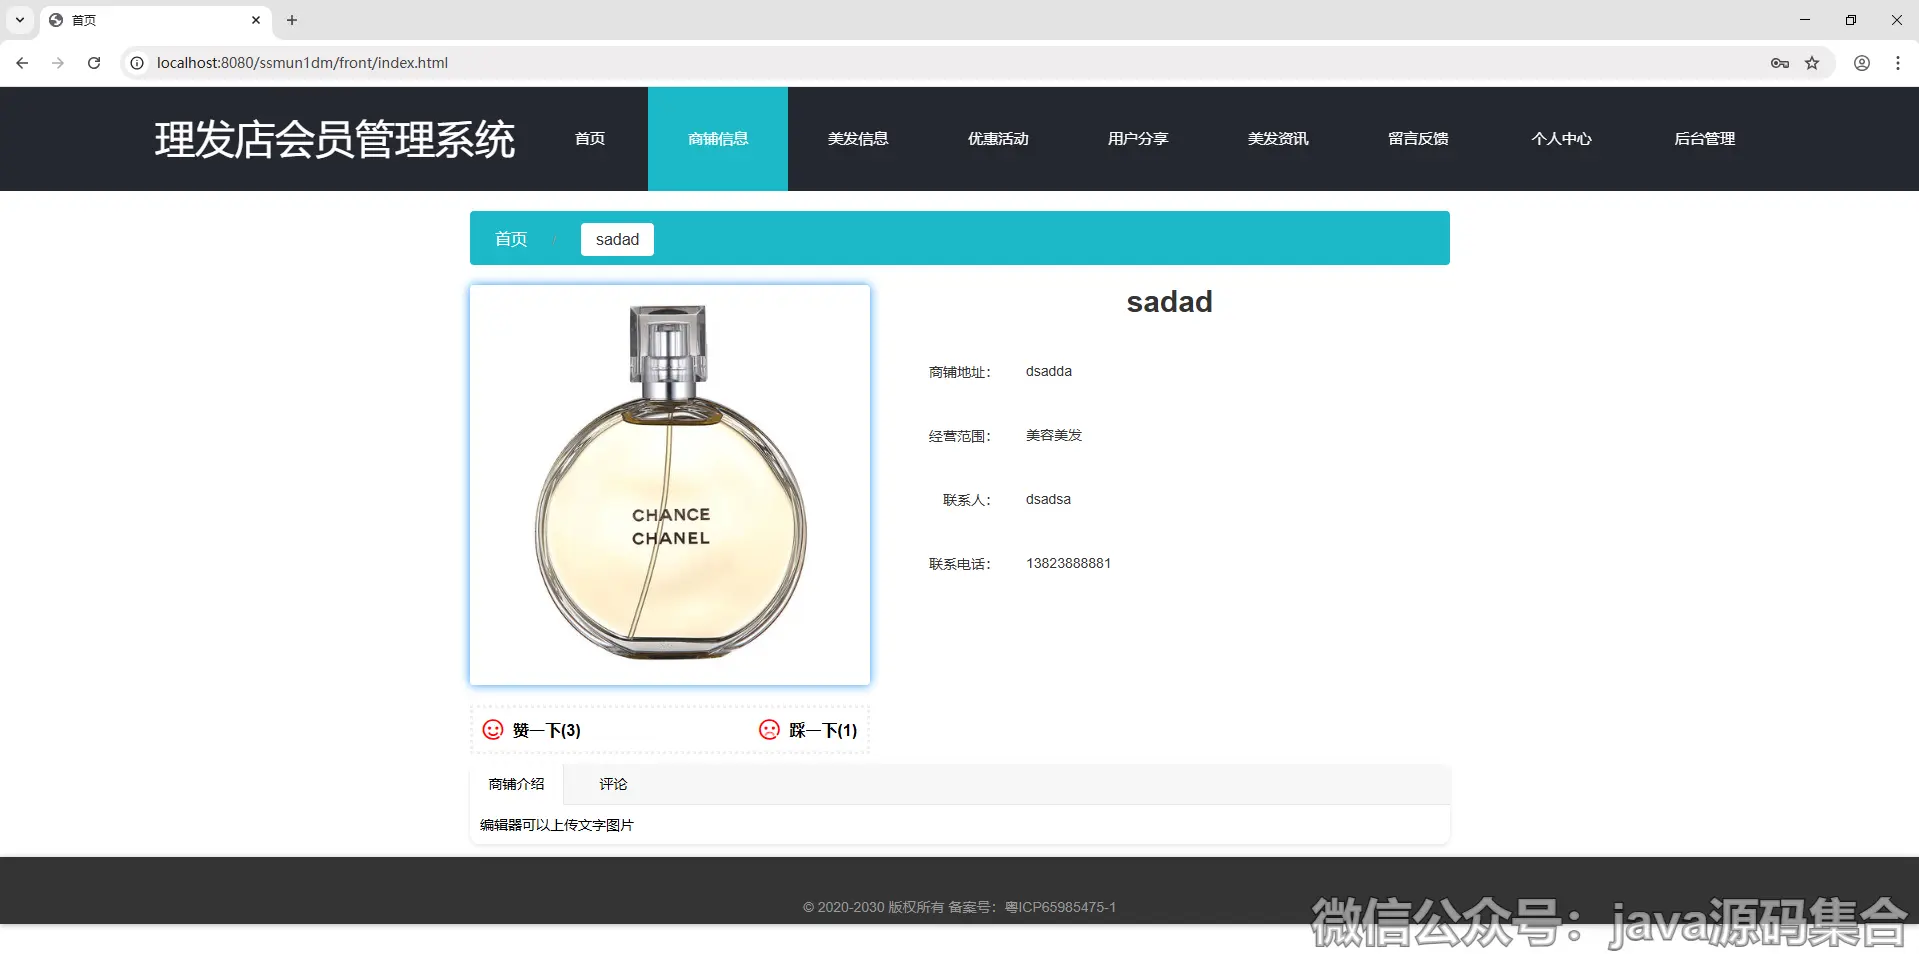 首页
localhost:8080/ssmun1dm/front/index.html
理发店会员管理系统 首页 商铺信息 美发信息 优惠活动 用户分享 美发资讯 留言反馈 个人中心 后台管理
首页 / sadad
sadad
商铺地址： dsadda
经营范围： 美容美发
联系人： dsadsa
联系电话： 13823888881
CHANCE
CHANEL
赞一下(3) 踩一下(1)
商铺介绍 评论
编辑器可以上传文字图片
© 2020-2030 版权所有 备案号：粤ICP65985475-1
微信公众号：java源码集合